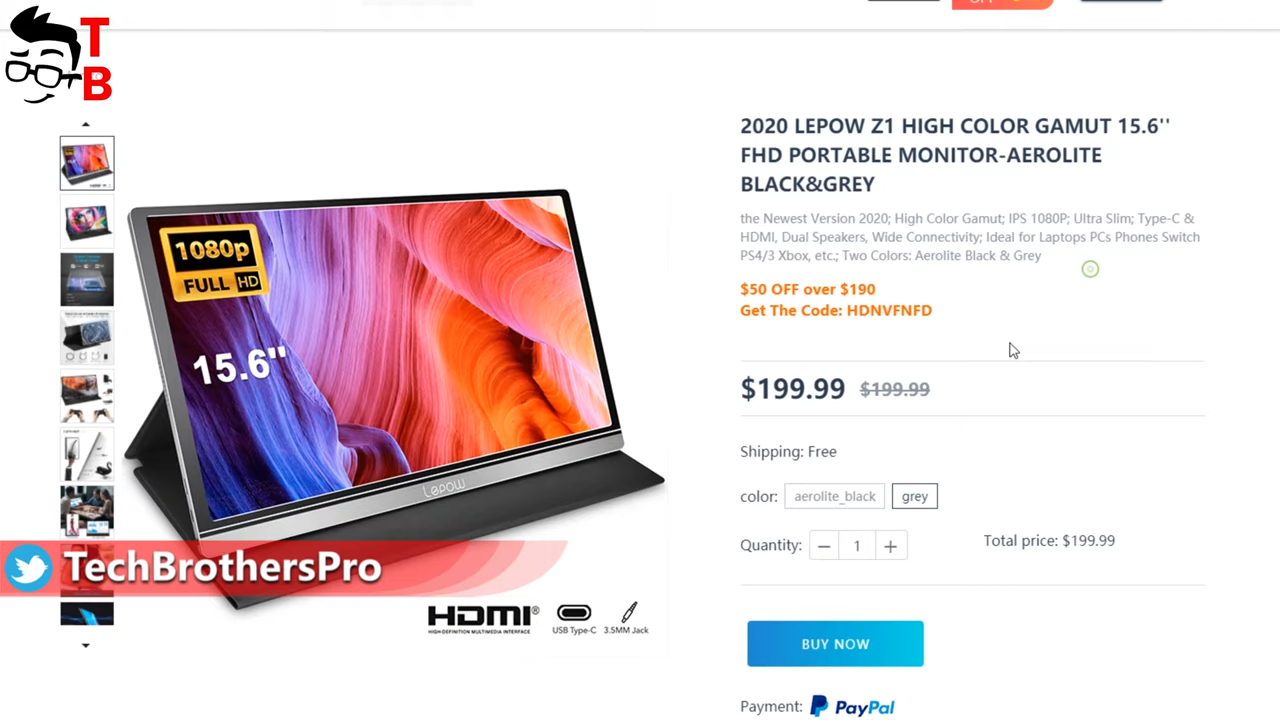 T
B
2020 LEPOW Z1 HIGH COLOR GAMUT 15.6''
FHD PORTABLE MONITOR-AEROLITE
BLACK&GREY
the Newest Version 2020; High Color Gamut; IPS 1080P; Ultra Slim; Type-C &
HDMI, Dual Speakers, Wide Connectivity; Ideal for Laptops PCs Phones Switch
PS4/3 Xbox, etc.; Two Colors: Aerolite Black & Grey
$50 OFF over $190
Get The Code: HDNVFNFD
$199.99 $199.99
Shipping: Free
color: aerolite_black grey
Quantity: − 1 + Total price: $199.99
BUY NOW
Payment: PayPal
1080p
FULL HD
15.6"
Lepow
TechBrothersPro
HDMI®
HIGH-DEFINITION MULTIMEDIA INTERFACE
USB Type-C 3.5MM Jack